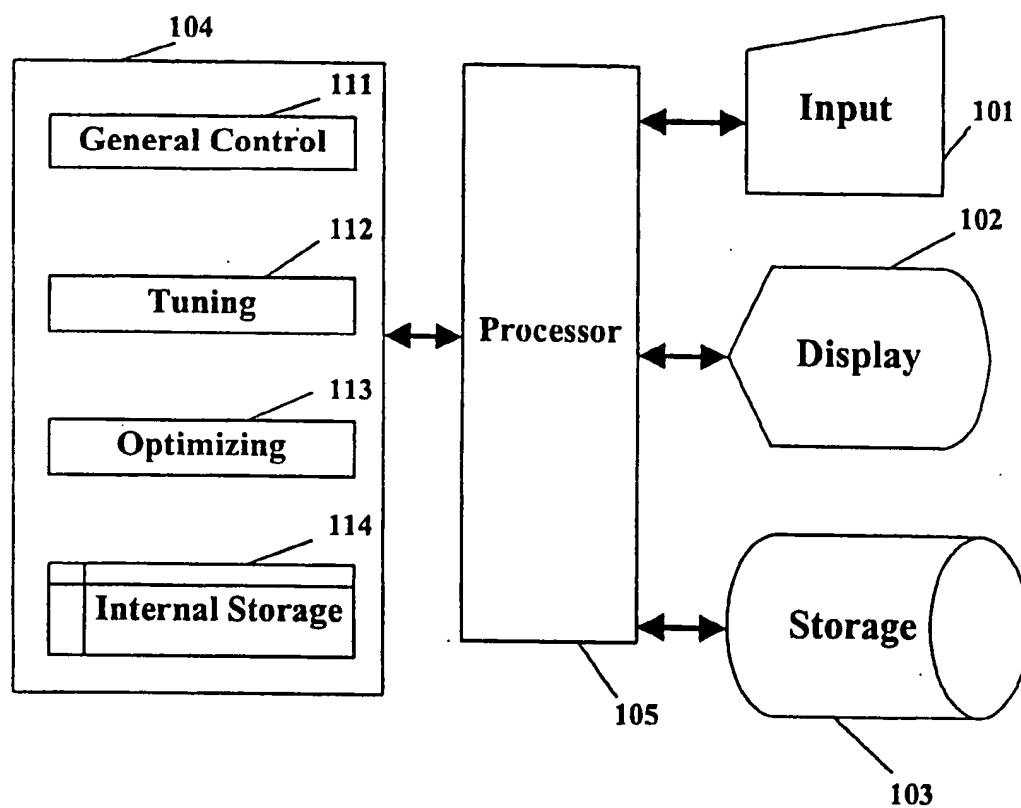 104
111
General Control
112
Tuning
113
Optimizing
114
Internal Storage
Processor
105
Input
101
102
Display
Storage
103